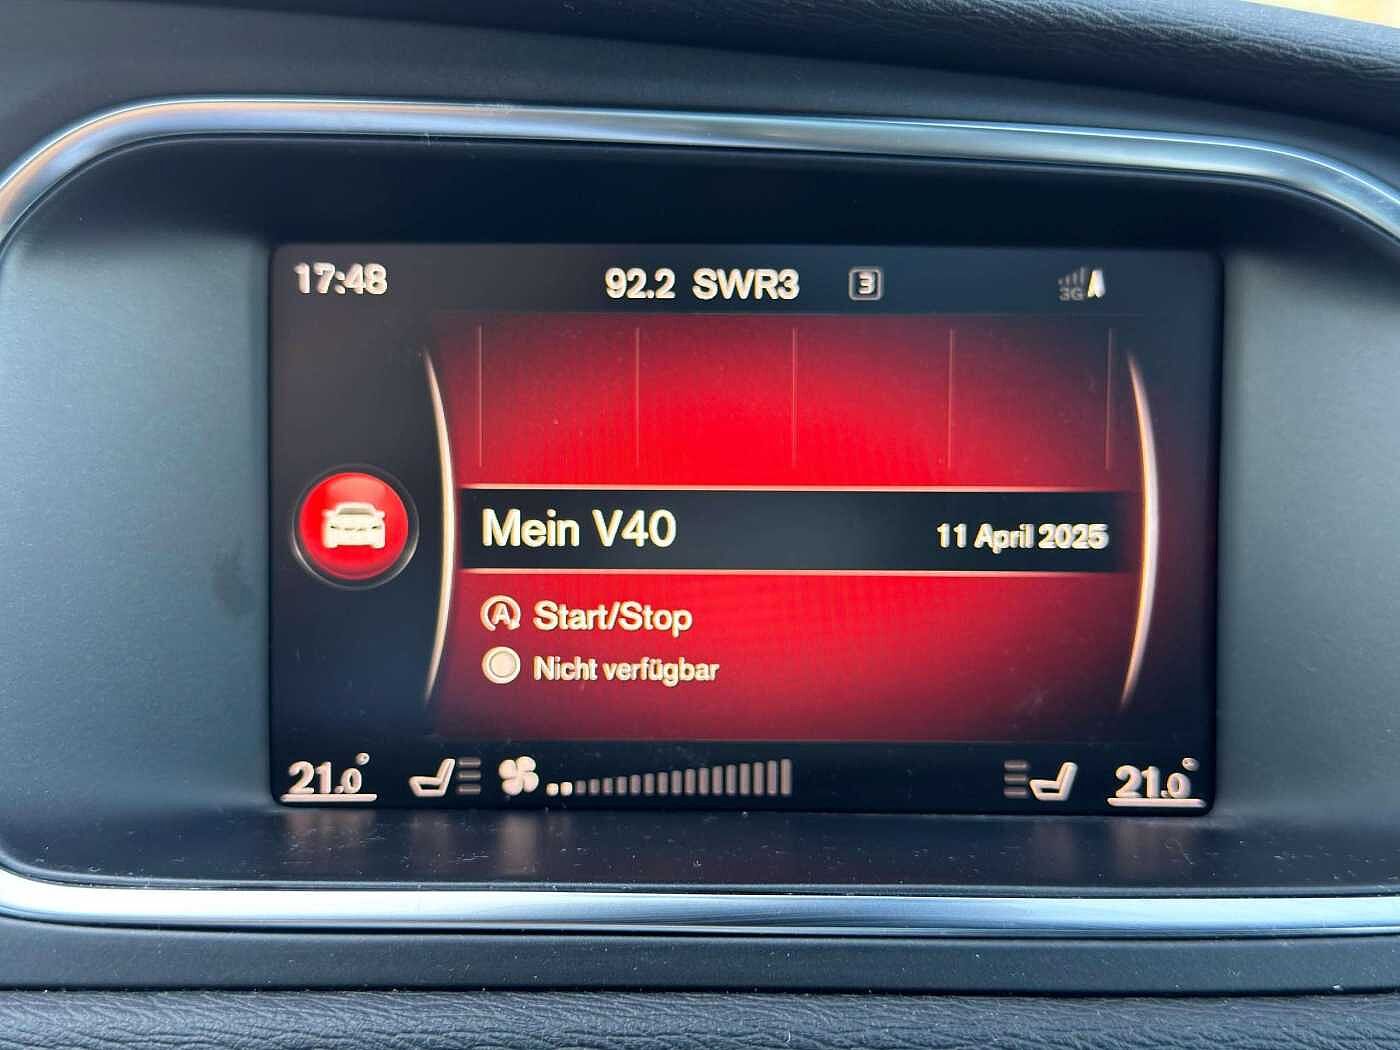 17:48 92.2 SWR3 3 3G
Mein V40 11 April 2025
A Start/Stop
Nicht verfügbar
21.0° 21.0°